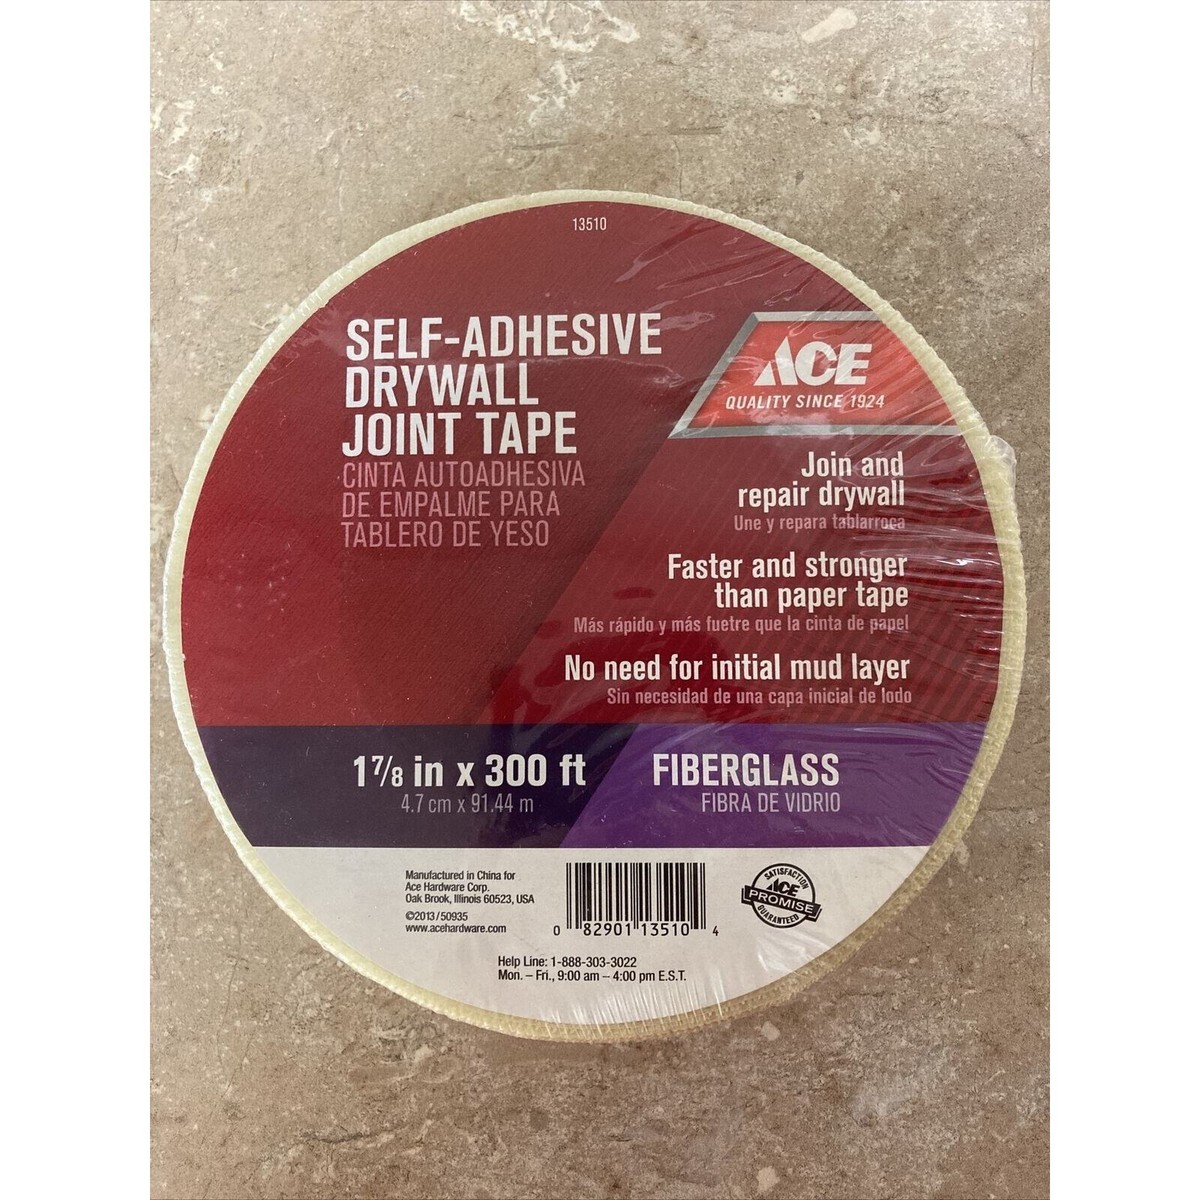 13510
SELF-ADHESIVE
DRYWALL
JOINT TAPE
CINTA AUTOADHESIVA
DE EMPALME PARA
TABLERO DE YESO
ACE
QUALITY SINCE 1924
Join and
repair drywall
Une y repara tablarroca
Faster and stronger
than paper tape
Más rápido y más fuetre que la cinta de papel
No need for initial mud layer
Sin necesidad de una capa inicial de lodo
1 7/8 in x 300 ft
4.7 cm x 91.44 m
FIBERGLASS
FIBRA DE VIDRIO
Manufactured in China for
Ace Hardware Corp.
Oak Brook, Illinois 60523, USA
©2013/50935
www.acehardware.com
0 82901 13510 4
SATISFACTION
ACE
PROMISE
GUARANTEED
Help Line: 1-888-303-3022
Mon. – Fri., 9:00 am – 4:00 pm E.S.T.